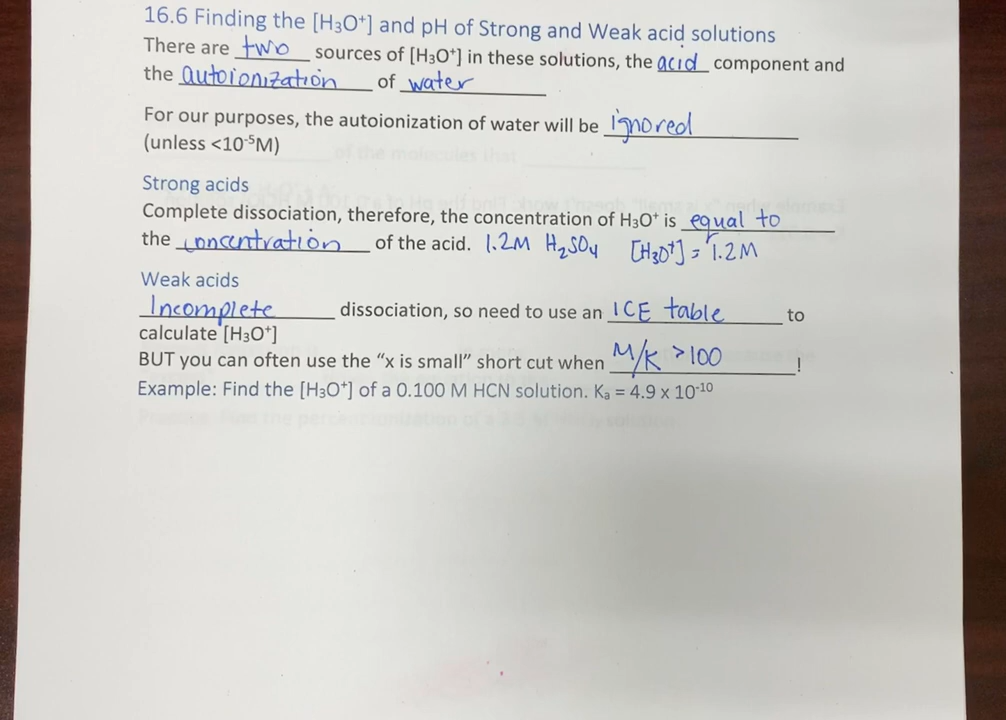 16.6 Finding the [H₃O⁺] and pH of Strong and Weak acid solutions
There are two sources of [H₃O⁺] in these solutions, the acid component and
the autoionization of water
For our purposes, the autoionization of water will be ignored
(unless <10⁻⁵M)
Strong acids
Complete dissociation, therefore, the concentration of H₃O⁺ is equal to
the concentration of the acid. 1.2M H₂SO₄ [H₃O⁺] = 1.2M
Weak acids
Incomplete dissociation, so need to use an ICE table to
calculate [H₃O⁺]
BUT you can often use the “x is small” short cut when M/K >100 !
Example: Find the [H₃O⁺] of a 0.100 M HCN solution. Kₐ = 4.9 x 10⁻¹⁰